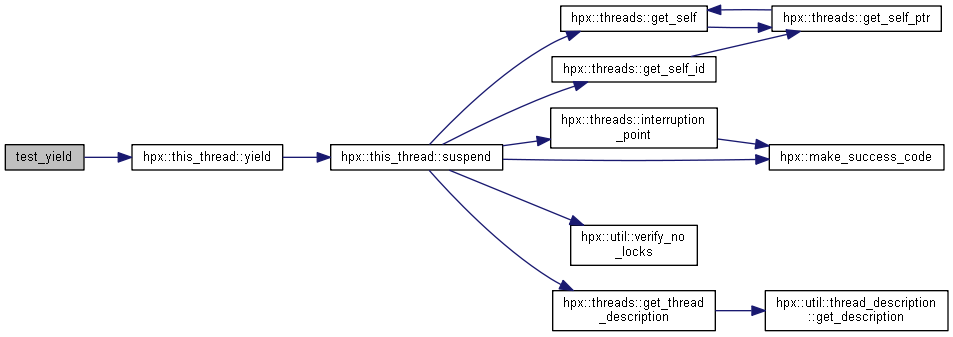 test_yield
hpx::this_thread::yield
hpx::this_thread::suspend
hpx::threads::get_self
hpx::threads::get_self_ptr
hpx::threads::get_self_id
hpx::threads::interruption
_point
hpx::make_success_code
hpx::util::verify_no
_locks
hpx::threads::get_thread
_description
hpx::util::thread_description
::get_description